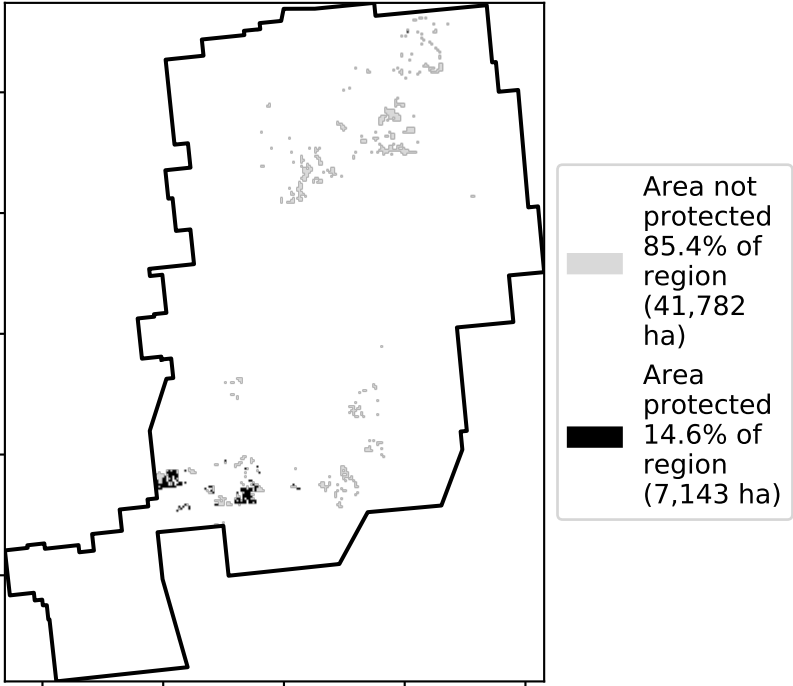 Area not
protected
85.4% of
region
(41,782
ha)
Area
protected
14.6% of
region
(7,143 ha)